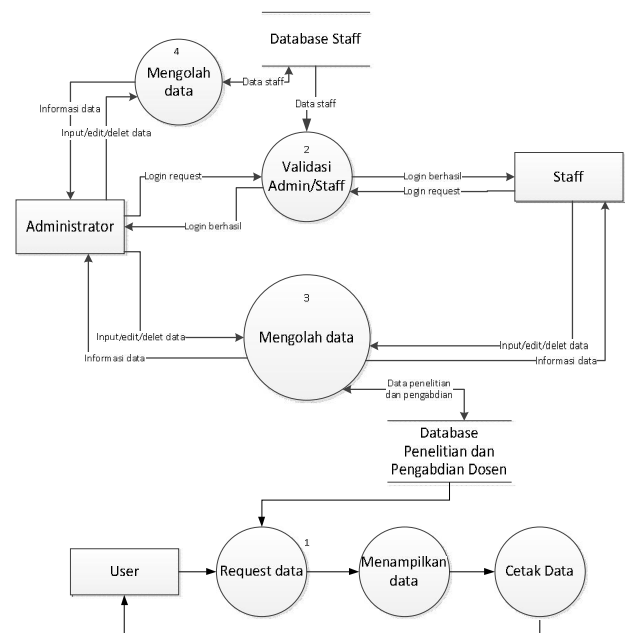 Database Staff
4
Mengolah
data
Data staff
Informasi data
Data staff
Input/edit/delet data
2
Validasi
Admin/Staff
Login request
Login berhasil
Staff
Login request
Administrator
Login berhasil
3
Mengolah data
Input/edit/delet data
Input/edit/delet data
Informasi data
Informasi data
Data penelitian
dan pengabdian
Database
Penelitian dan
Pengabdian Dosen
1
User
Request data
Menampilkan
data
Cetak Data